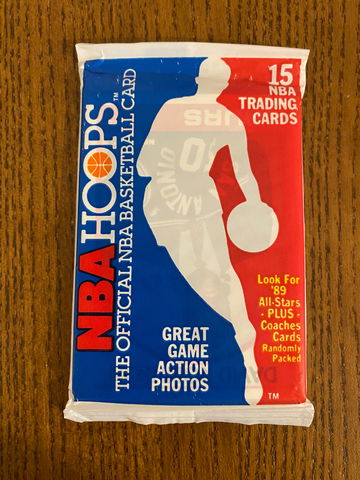 15
NBA
TRADING
CARDS
NBA HOOPS™
THE OFFICIAL NBA BASKETBALL CARD
GREAT
GAME
ACTION
PHOTOS
Look For
'89
All-Stars
- PLUS -
Coaches
Cards
Randomly
Packed
TM